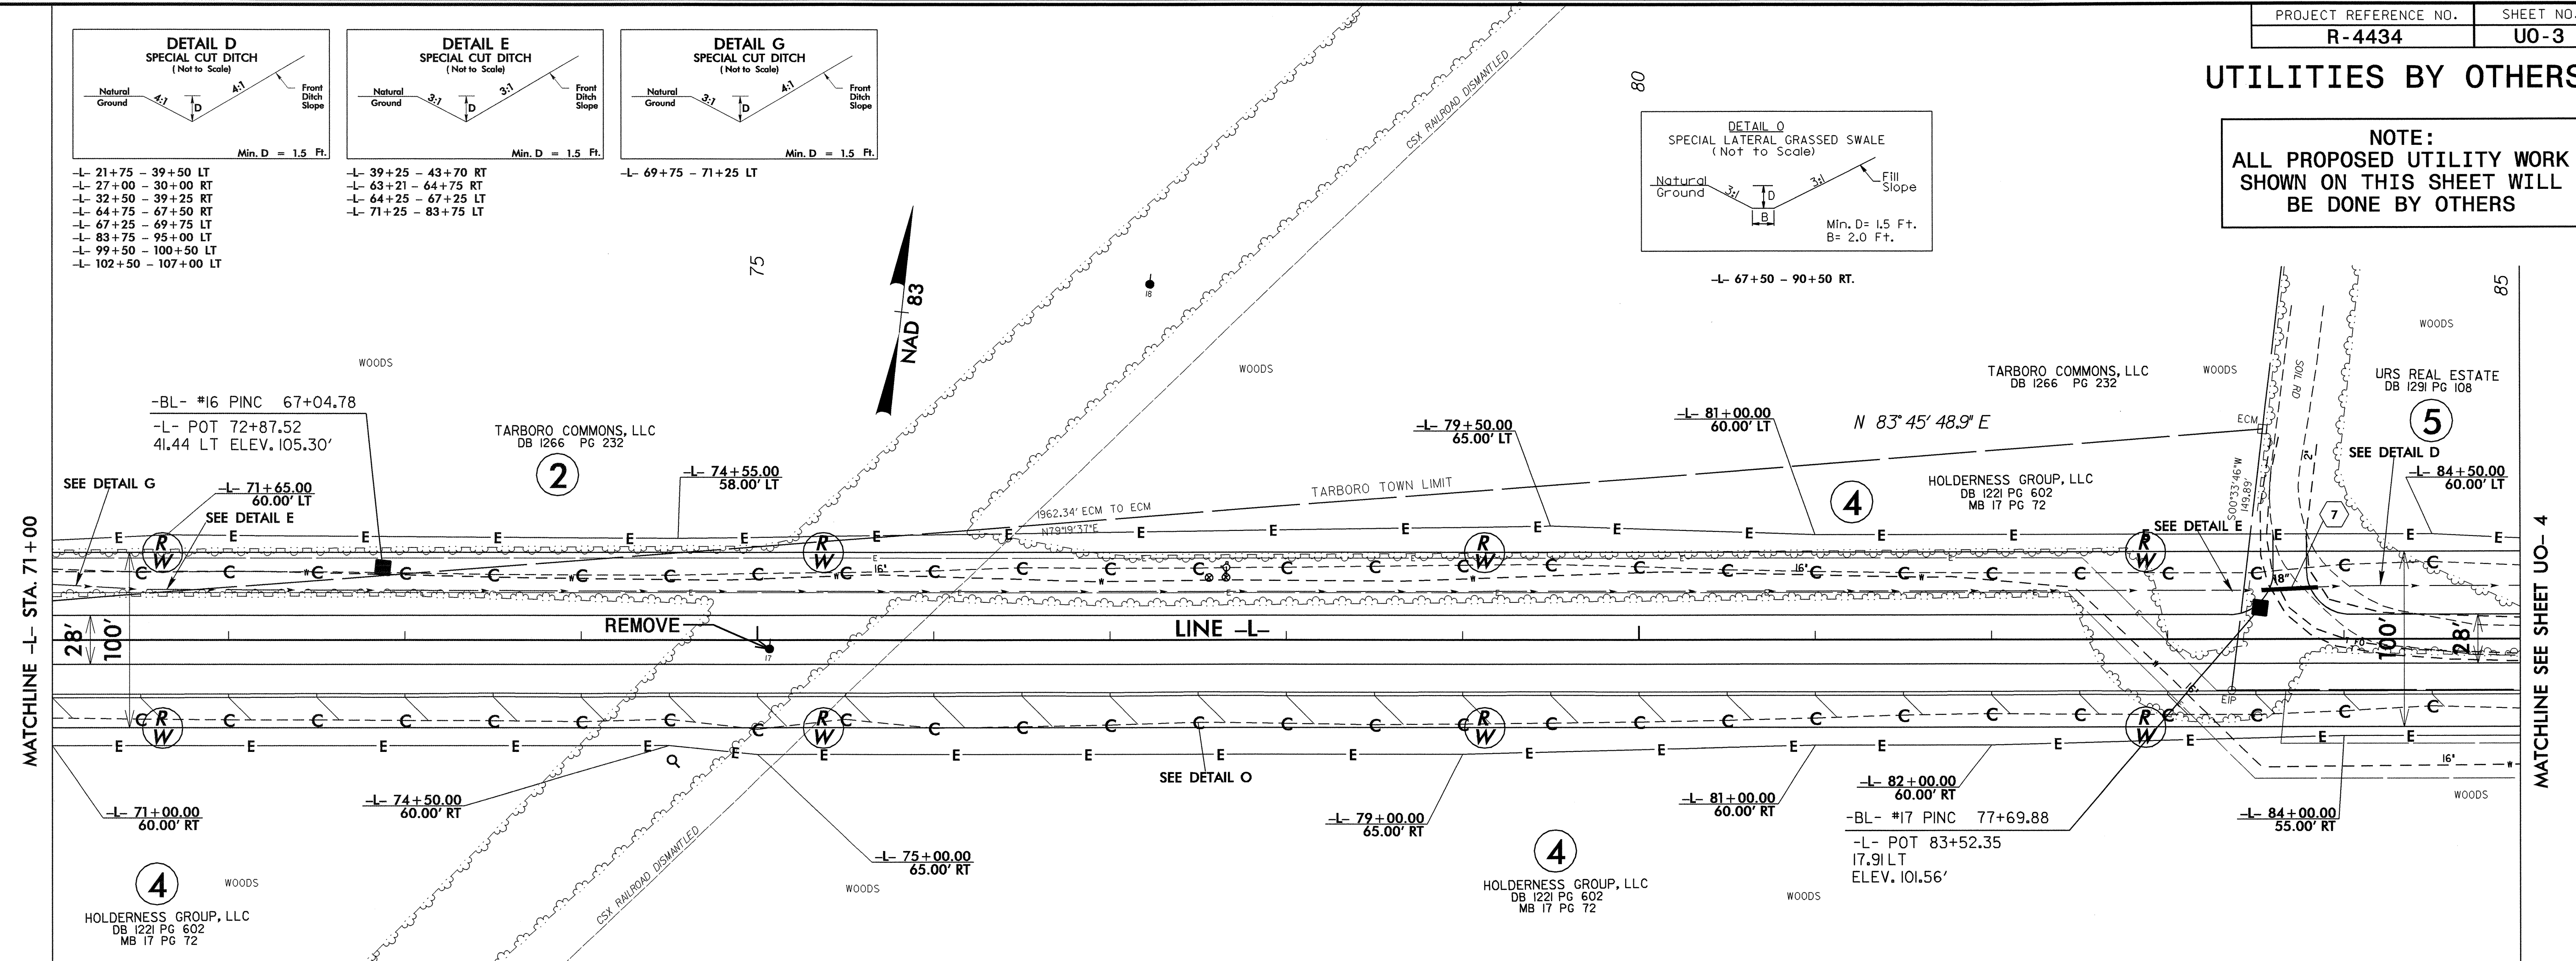 PROJECT REFERENCE NO.
SHEET NO.
R-4434
UO-3
UTILITIES BY OTHERS
NOTE:
ALL PROPOSED UTILITY WORK
SHOWN ON THIS SHEET WILL
BE DONE BY OTHERS
DETAIL D
SPECIAL CUT DITCH
(Not to Scale)
Natural
Ground
4:1
D
4:1
Front
Ditch
Slope
Min. D = 1.5 Ft.
-L- 21+75 - 39+50 LT
-L- 27+00 - 30+00 RT
-L- 32+50 - 39+25 RT
-L- 64+75 - 67+50 RT
-L- 67+25 - 69+75 LT
-L- 83+75 - 95+00 LT
-L- 99+50 - 100+50 LT
-L- 102+50 - 107+00 LT
DETAIL E
SPECIAL CUT DITCH
(Not to Scale)
Natural
Ground
3:1
D
3:1
Front
Ditch
Slope
Min. D = 1.5 Ft.
-L- 39+25 - 43+70 RT
-L- 63+21 - 64+75 RT
-L- 64+25 - 67+25 LT
-L- 71+25 - 83+75 LT
DETAIL G
SPECIAL CUT DITCH
(Not to Scale)
Natural
Ground
3:1
D
4:1
Front
Ditch
Slope
Min. D = 1.5 Ft.
-L- 69+75 - 71+25 LT
DETAIL O
SPECIAL LATERAL GRASSED SWALE
(Not to Scale)
Natural
Ground
3:1
D
3:1
Fill
Slope
B
Min. D= 1.5 Ft.
B= 2.0 Ft.
-L- 67+50 - 90+50 RT.
75
80
85
NAD 83
CSX RAILROAD DISMANTLED
18
WOODS
WOODS
WOODS
WOODS
-BL- #16 PINC 67+04.78
-L- POT 72+87.52
41.44 LT ELEV. 105.30'
TARBORO COMMONS, LLC
DB 1266 PG 232
2
-L- 74+55.00
58.00' LT
SEE DETAIL G
-L- 71+65.00
60.00' LT
SEE DETAIL E
-L- 79+50.00
65.00' LT
-L- 81+00.00
60.00' LT
N 83° 45' 48.9" E
TARBORO COMMONS, LLC
DB 1266 PG 232
URS REAL ESTATE
DB 1291 PG 108
5
SOIL RD
ECM
12"
SEE DETAIL D
-L- 84+50.00
60.00' LT
HOLDERNESS GROUP, LLC
DB 1221 PG 602
MB 17 PG 72
4
TARBORO TOWN LIMIT
1962.34' ECM TO ECM
N79°19'37"E
S00°33'46"W
149.89'
7
SEE DETAIL E
E E E E E E E E E E E E E E E E E E E
R W R W R W R W
C C C C C C C C C C C C C C C C C C C C C C C C C C C
16"
16"
18"
MATCHLINE -L- STA. 71+00
28'
100'
REMOVE
17
LINE -L-
100'
28'
MATCHLINE SEE SHEET UO- 4
T FO
16"
EIP
C C C C C C C C C C C C C C C C C C C C C C C C C C C
R W R W R W R W
E E E E E E E E E E E E E E E E E E E
16"
SEE DETAIL O
-L- 71+00.00
60.00' RT
-L- 74+50.00
60.00' RT
-L- 75+00.00
65.00' RT
-L- 79+00.00
65.00' RT
-L- 81+00.00
60.00' RT
-L- 82+00.00
60.00' RT
-BL- #17 PINC 77+69.88
-L- POT 83+52.35
17.91 LT
ELEV. 101.56'
-L- 84+00.00
55.00' RT
WOODS
4
WOODS
HOLDERNESS GROUP, LLC
DB 1221 PG 602
MB 17 PG 72
CSX RAILROAD DISMANTLED
WOODS
4
HOLDERNESS GROUP, LLC
DB 1221 PG 602
MB 17 PG 72
WOODS